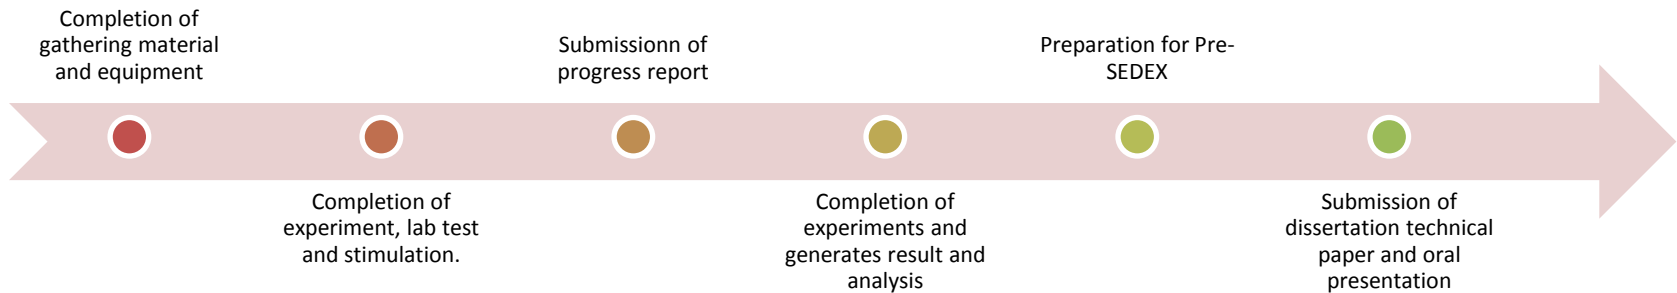 Completion of
gathering material
and equipment
Completion of
experiment, lab test
and stimulation.
Submissionn of
progress report
Completion of
experiments and
generates result and
analysis
Preparation for Pre-
SEDEX
Submission of
dissertation technical
paper and oral
presentation